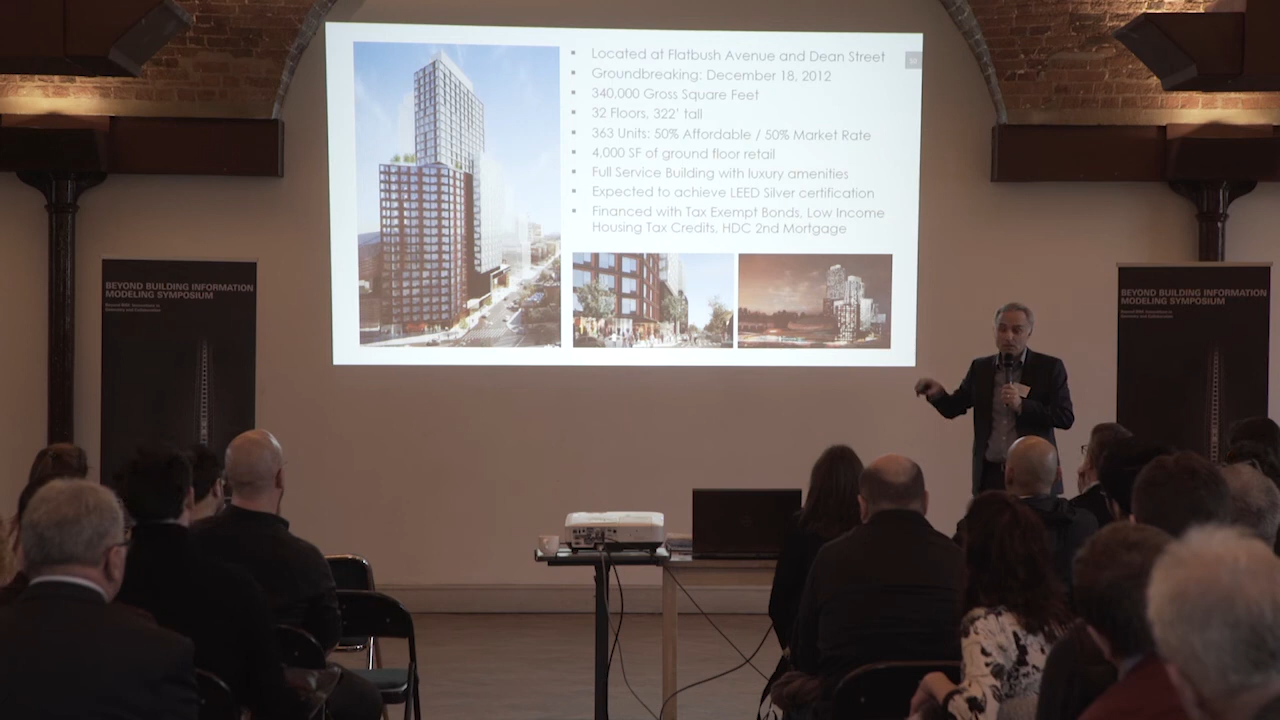 Located at Flatbush Avenue and Dean Street
Groundbreaking: December 18, 2012
340,000 Gross Square Feet
32 Floors, 322' tall
363 Units: 50% Affordable / 50% Market Rate
4,000 SF of ground floor retail
Full Service Building with luxury amenities
Expected to achieve LEED Silver certification
Financed with Tax Exempt Bonds, Low Income
Housing Tax Credits, HDC 2nd Mortgage
BEYOND BUILDING INFORMATION
MODELING SYMPOSIUM
BEYOND BUILDING INFORMATION
MODELING SYMPOSIUM